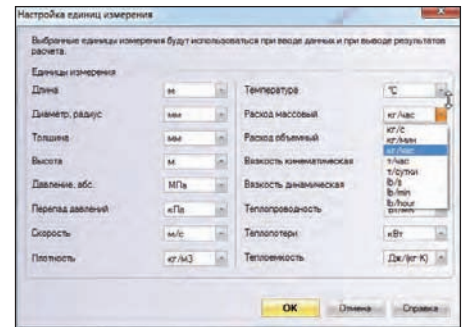 Настройка единиц измерения
Выбранные единицы измерения будут использоваться при вводе данных и при выводе результатов
расчета.
Единицы измерения
Длина м Температура °C
Диаметр, радиус мм Расход массовый кг/час
кг/с
Толщина мм Расход объемный кг/мин
кг/час
Высота м Вязкость кинематическая т/час
т/сутки
Давление, абс. МПа Вязкость динамическая lb/s
lb/min
lb/hour
Перепад давлений кПа Теплопроводность
Скорость м/с Теплопотери кВт
Плотность кг/м3 Теплоемкость Дж/(кг·К)
OK Отмена Справка